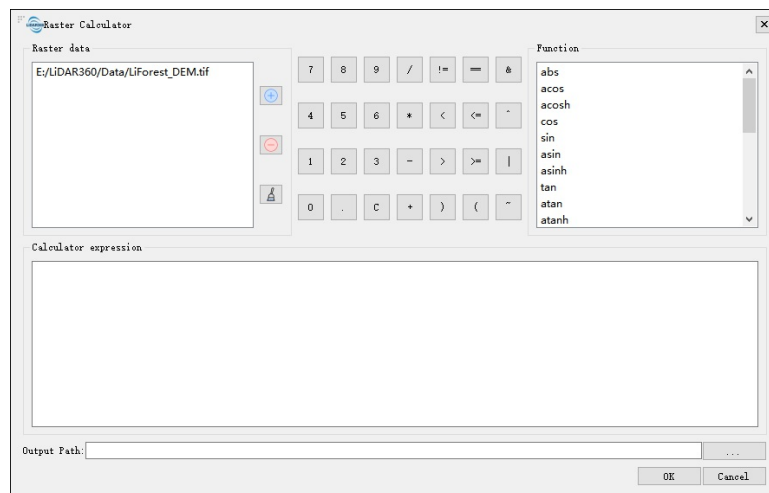 Raster Calculator
Raster data
E:/LiDAR360/Data/LiForest_DEM.tif
7 8 9 / != == &
4 5 6 * < <= ^
1 2 3 - > >= |
0 . C + ) ( ~
Function
abs
acos
acosh
cos
sin
asin
asinh
tan
atan
atanh
Calculator expression
Output Path:
...
OK Cancel